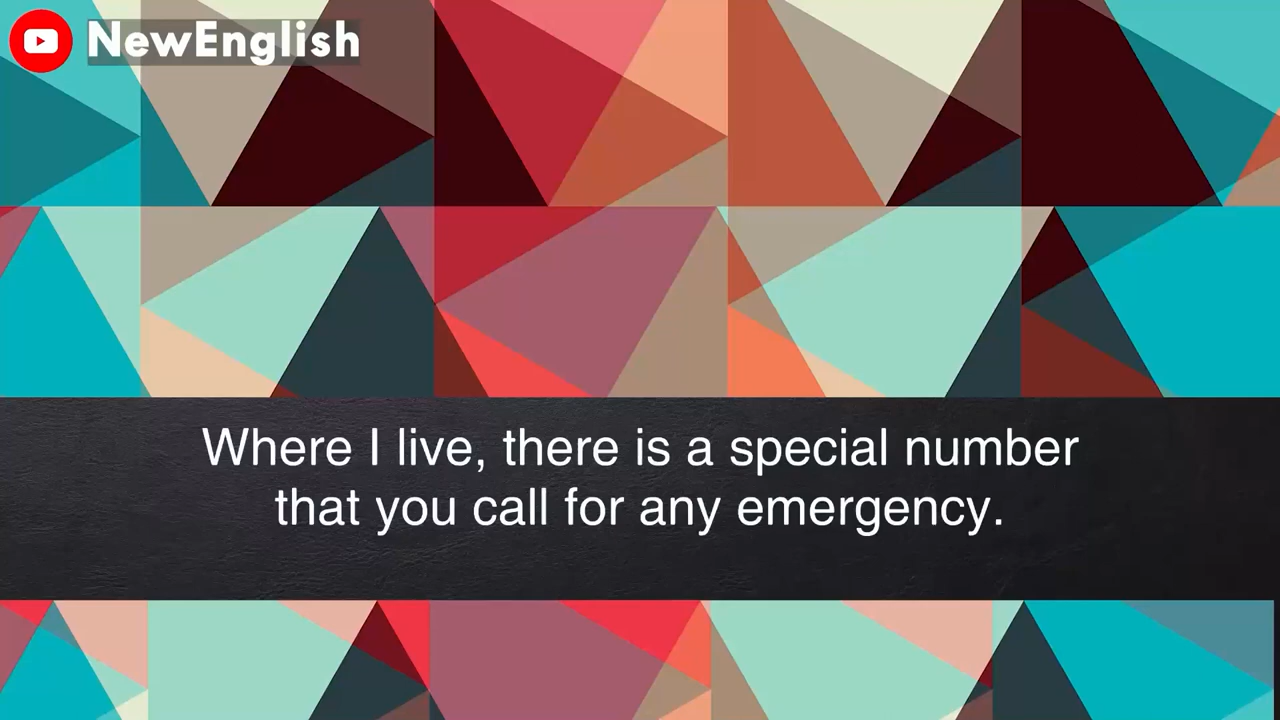 NewEnglish
Where I live, there is a special number
that you call for any emergency.